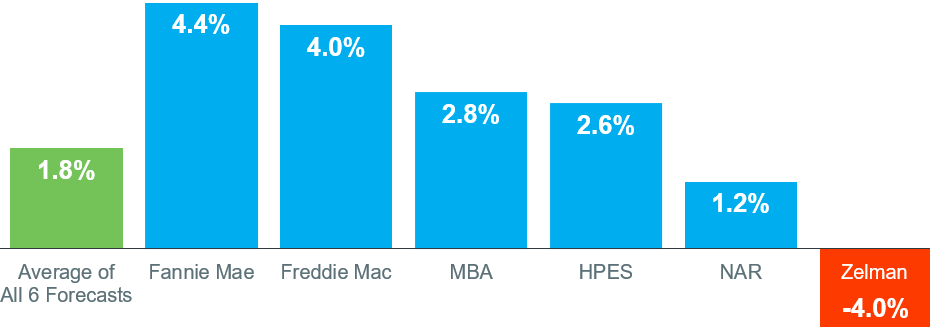 4.4%
4.0%
2.8%
2.6%
1.8%
1.2%
Average of
All 6 Forecasts
Fannie Mae
Freddie Mac
MBA
HPES
NAR
Zelman
-4.0%